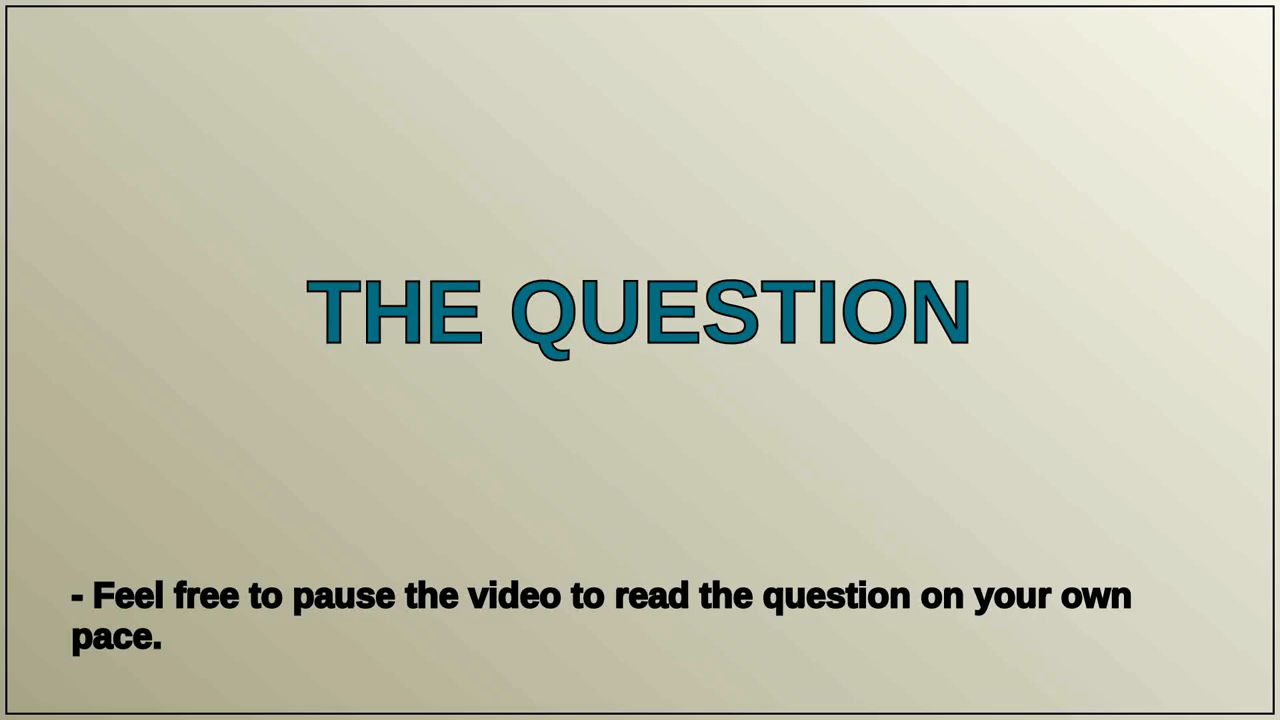 THE QUESTION
- Feel free to pause the video to read the question on your own
pace.